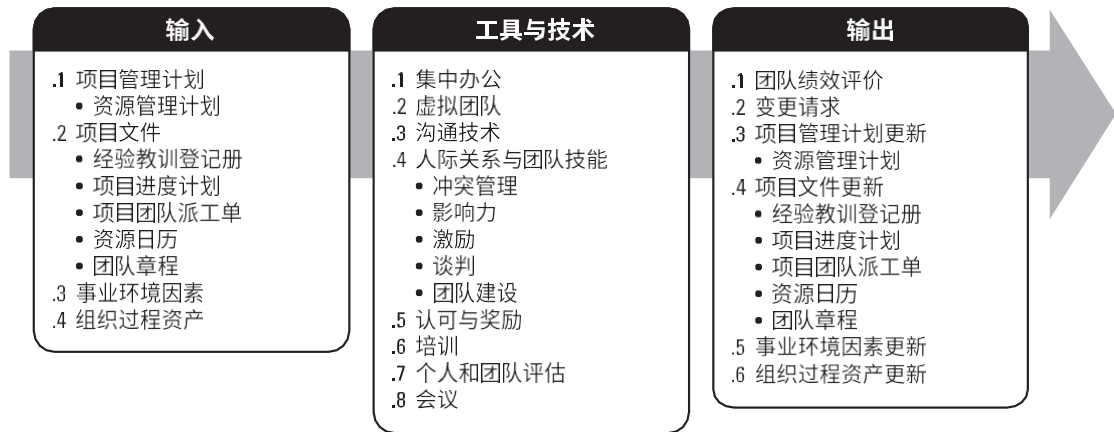 输入
.1 项目管理计划
• 资源管理计划
.2 项目文件
• 经验教训登记册
• 项目进度计划
• 项目团队派工单
• 资源日历
• 团队章程
.3 事业环境因素
.4 组织过程资产
工具与技术
.1 集中办公
.2 虚拟团队
.3 沟通技术
.4 人际关系与团队技能
• 冲突管理
• 影响力
• 激励
• 谈判
• 团队建设
.5 认可与奖励
.6 培训
.7 个人和团队评估
.8 会议
输出
.1 团队绩效评价
.2 变更请求
.3 项目管理计划更新
• 资源管理计划
.4 项目文件更新
• 经验教训登记册
• 项目进度计划
• 项目团队派工单
• 资源日历
• 团队章程
.5 事业环境因素更新
.6 组织过程资产更新